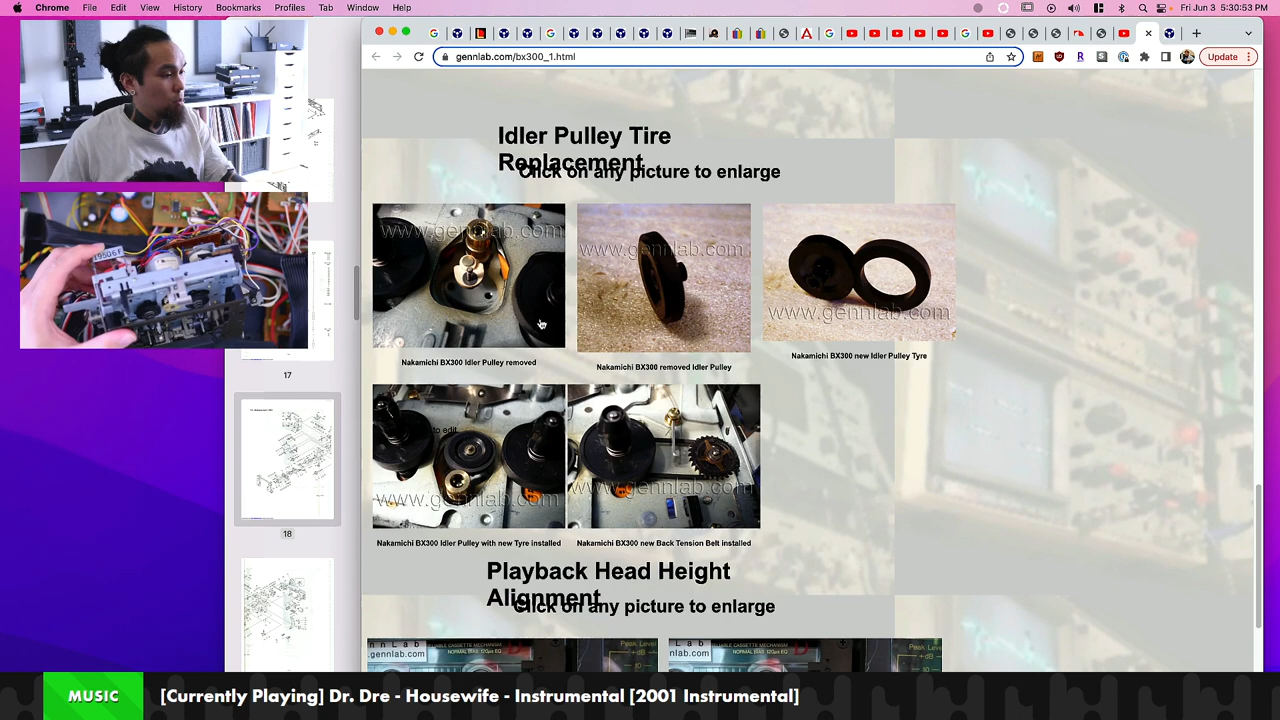 Chrome File Edit View History Bookmarks Profiles Tab Window Help
Fri Jun 3 5:30:53 PM
gennlab.com/bx300_1.html
Update
Idler Pulley Tire
Replacement
Click on any picture to enlarge
www.gennlab.com
www.gennlab.com
www.gennlab.com
Nakamichi BX300 Idler Pulley removed
Nakamichi BX300 removed Idler Pulley
Nakamichi BX300 new Idler Pulley Tyre
19506F
17
to edit.
www.gennlab.com
www.gennlab.com
Nakamichi BX300 Idler Pulley with new Tyre installed
Nakamichi BX300 new Back Tension Belt installed
18
Playback Head Height
Alignment
Click on any picture to enlarge
MUSIC
[Currently Playing] Dr. Dre - Housewife - Instrumental [2001 Instrumental]